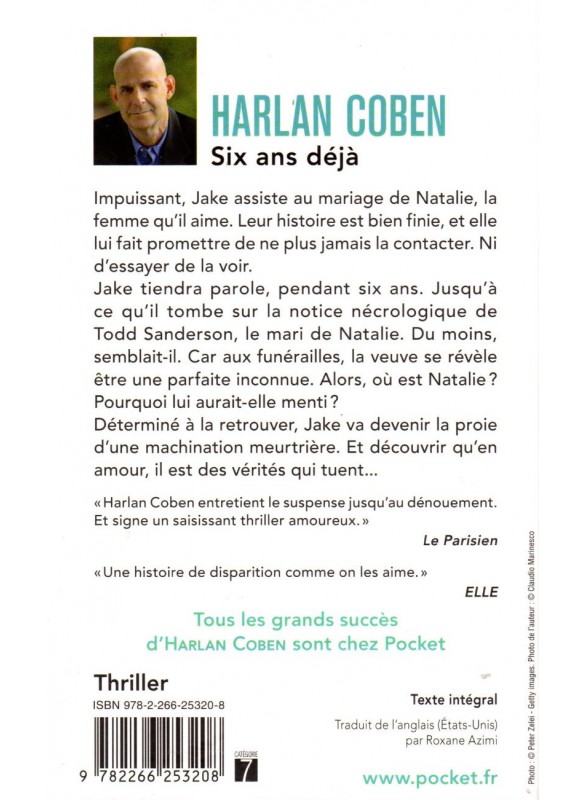 HARLAN COBEN
Six ans déjà
Impuissant, Jake assiste au mariage de Natalie, la
femme qu'il aime. Leur histoire est bien finie, et elle
lui fait promettre de ne plus jamais la contacter. Ni
d'essayer de la voir.
Jake tiendra parole, pendant six ans. Jusqu'à
ce qu'il tombe sur la notice nécrologique de
Todd Sanderson, le mari de Natalie. Du moins,
semblait-il. Car aux funérailles, la veuve se révèle
être une parfaite inconnue. Alors, où est Natalie ?
Pourquoi lui aurait-elle menti ?
Déterminé à la retrouver, Jake va devenir la proie
d'une machination meurtrière. Et découvrir qu'en
amour, il est des vérités qui tuent...
« Harlan Coben entretient le suspense jusqu'au dénouement.
Et signe un saisissant thriller amoureux. »
Le Parisien
« Une histoire de disparition comme on les aime. »
ELLE
Tous les grands succès
d'HARLAN COBEN sont chez Pocket
Thriller
ISBN 978-2-266-25320-8
Texte intégral
Traduit de l'anglais (États-Unis)
par Roxane Azimi
CATÉGORIE
7
9 782266 253208
www.pocket.fr
Photo : © Peter Zelei - Getty images. Photo de l'auteur : © Claudio Marinesco